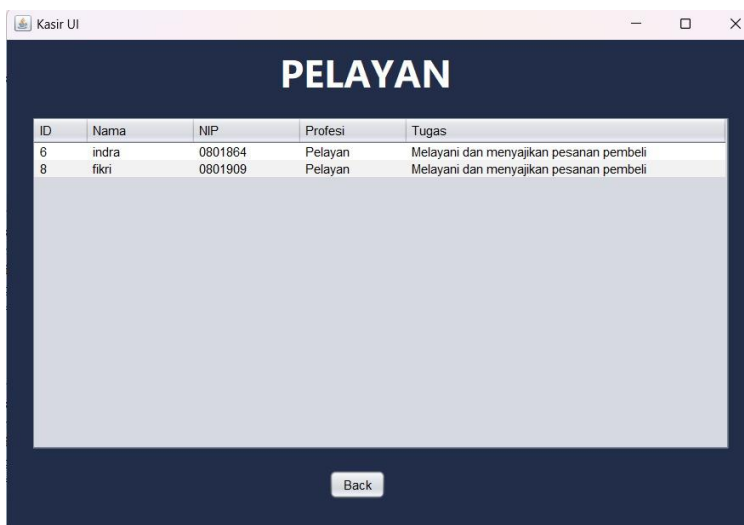 Kasir UI
PELAYAN
ID Nama NIP Profesi Tugas
6 indra 0801864 Pelayan Melayani dan menyajikan pesanan pembeli
8 fikri 0801909 Pelayan Melayani dan menyajikan pesanan pembeli
Back